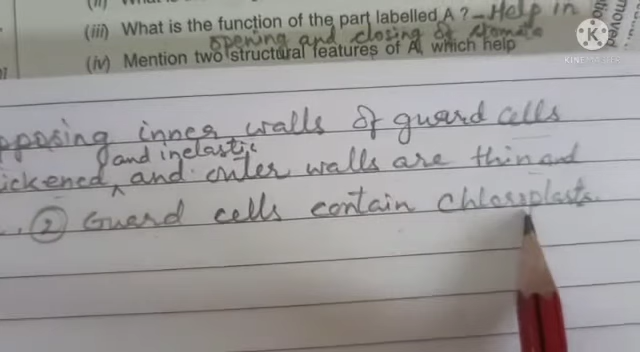 (iii) What is the function of the part labelled A ? – Help in
opening and closing of stomata
(iv) Mention two structural features of A, which help
K
KINEMASTER
pposing inner walls of guard cells
and inelastic
ickened ^ and outer walls are thin and
② Guard cells contain chloroplasts.